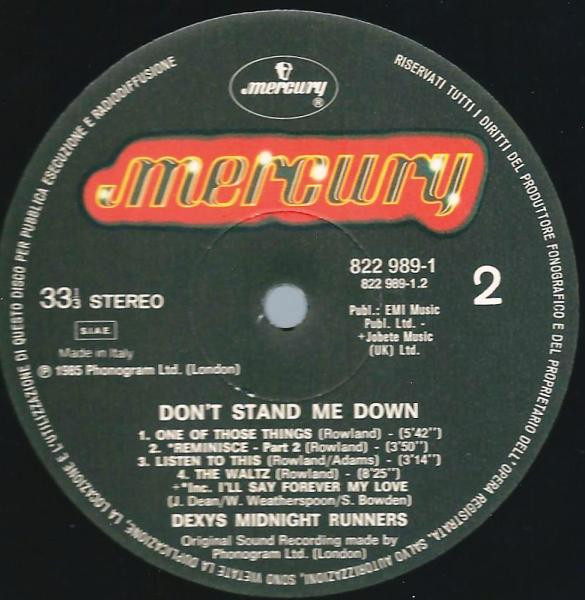 mercury ®
mercury
822 989-1
822 989-1.2
2
33⅓ STEREO
S.I.A.E.
Publ.: EMI Music
Publ. Ltd. -
+Jobete Music
(UK) Ltd.
Made in Italy
℗ 1985 Phonogram Ltd. (London)
DON'T STAND ME DOWN
1. ONE OF THOSE THINGS (Rowland) - (5'42")
2. *REMINISCE - Part 2 (Rowland) - (3'50")
3. LISTEN TO THIS (Rowland/Adams) - (3'14")
4. THE WALTZ (Rowland) - (8'25")
+*Inc. I'LL SAY FOREVER MY LOVE
(J. Dean/W. Weatherspoon/S. Bowden)
DEXYS MIDNIGHT RUNNERS
Original Sound Recording made by
Phonogram Ltd. (London)
RISERVATI TUTTI I DIRITTI DEL PRODUTTORE FONOGRAFICO E DEL PROPRIETARIO DELL'OPERA REGISTRATA. SALVO AUTORIZZAZIONI, SONO VIETATE LA DUPLICAZIONE, LA LOCAZIONE E L'UTILIZZAZIONE DI QUESTO DISCO PER PUBBLICA ESECUZIONE E RADIODIFFUSIONE